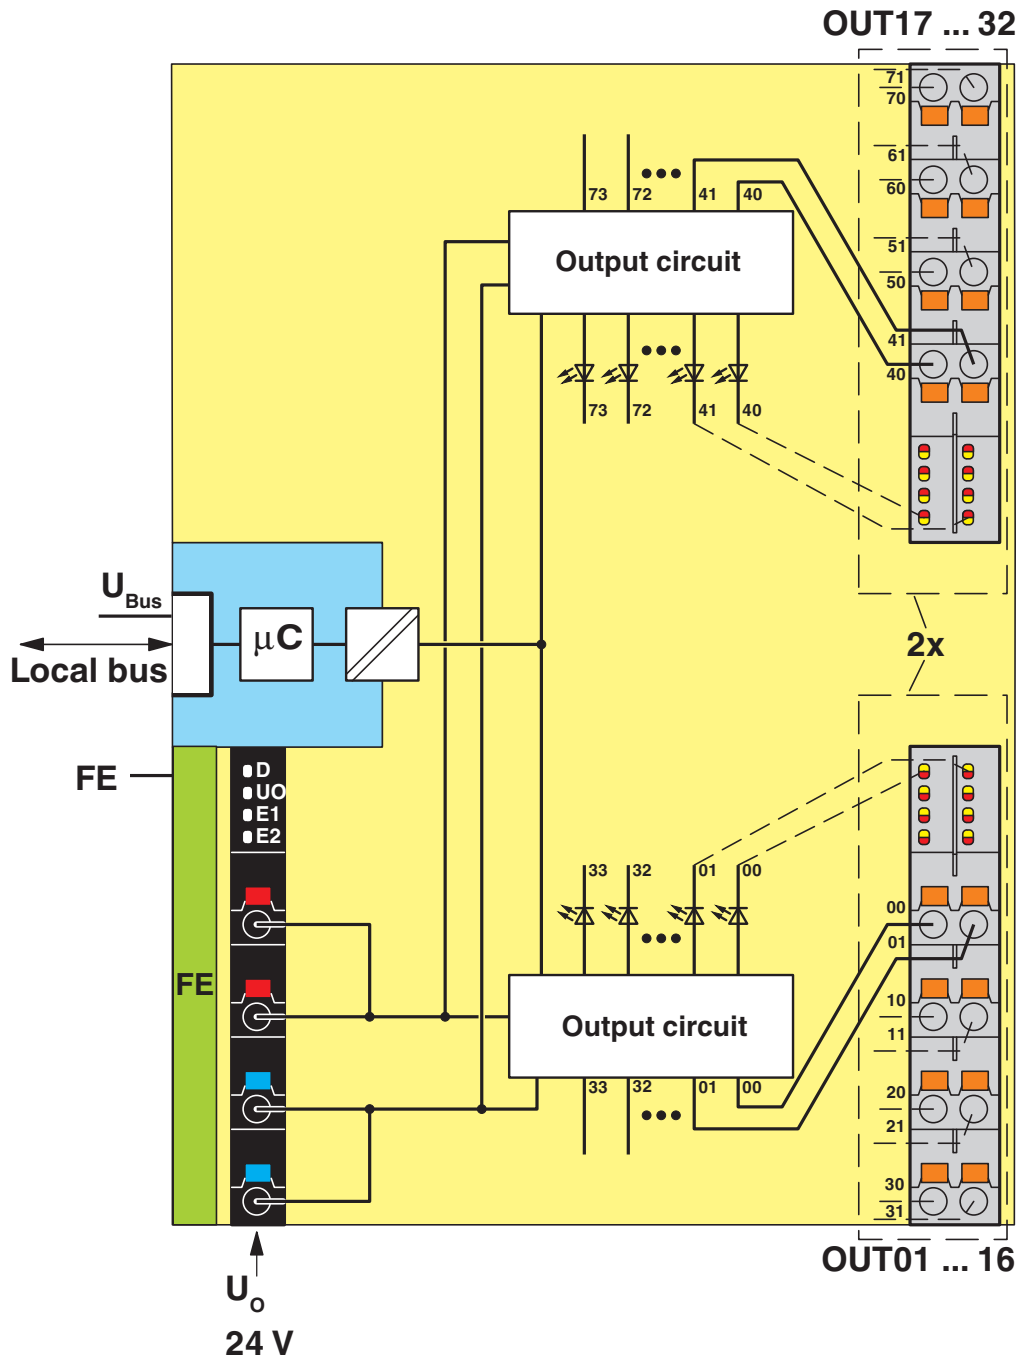 OUT17 ... 32
71
70
61
60
73 72 41 40
51
Output circuit
50
41
40
73 72 41 40
U Bus
μC
2x
Local bus
FE
D
UO
E1
E2
33 32 01 00
00
01
FE
10
Output circuit
11
33 32 01 00
20
21
30
31
OUT01 ... 16
UO
24 V